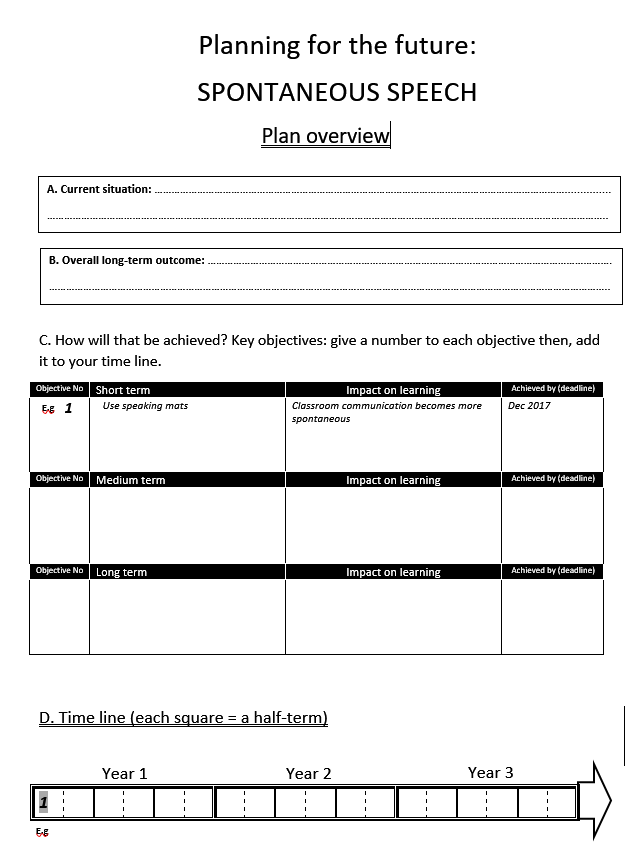 Planning for the future:
SPONTANEOUS SPEECH
Plan overview
A. Current situation: ................................................................
................................................................
B. Overall long-term outcome: ................................................................
................................................................
C. How will that be achieved? Key objectives: give a number to each objective then, add
it to your time line.
Objective No Short term Impact on learning Achieved by (deadline)
E.g 1 Use speaking mats Classroom communication becomes more Dec 2017
spontaneous
Objective No Medium term Impact on learning Achieved by (deadline)
Objective No Long term Impact on learning Achieved by (deadline)
D. Time line (each square = a half-term)
Year 1 Year 2 Year 3
1
E.g